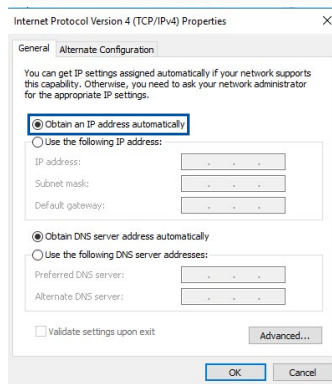 Internet Protocol Version 4 (TCP/IPv4) Properties
General Alternate Configuration
You can get IP settings assigned automatically if your network supports
this capability. Otherwise, you need to ask your network administrator
for the appropriate IP settings.
Obtain an IP address automatically
Use the following IP address:
IP address:
Subnet mask:
Default gateway:
Obtain DNS server address automatically
Use the following DNS server addresses:
Preferred DNS server:
Alternate DNS server:
Validate settings upon exit
Advanced...
OK Cancel